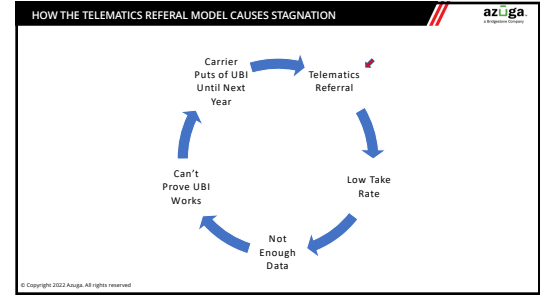 HOW THE TELEMATICS REFERAL MODEL CAUSES STAGNATION
azūga.
a Bridgestone Company
Carrier
Puts of UBI
Until Next
Year
Telematics
Referral
Low Take
Rate
Not
Enough
Data
Can't
Prove UBI
Works
© Copyright 2022 Azuga. All rights reserved